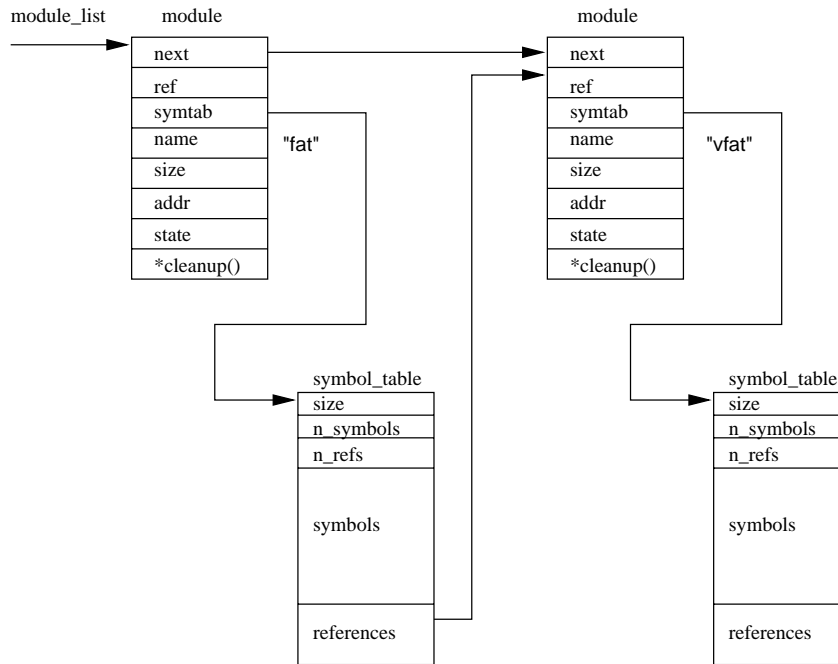 module_list
module
next
ref
symtab
name
"fat"
size
addr
state
*cleanup()
symbol_table
size
n_symbols
n_refs
symbols
references
module
next
ref
symtab
name
"vfat"
size
addr
state
*cleanup()
symbol_table
size
n_symbols
n_refs
symbols
references